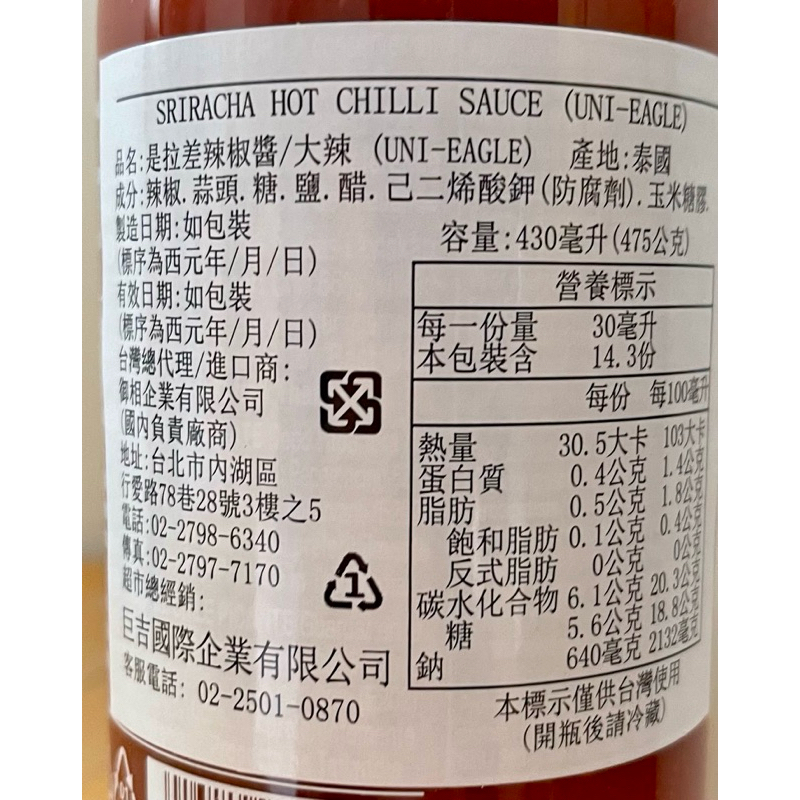 SRIRACHA HOT CHILLI SAUCE (UNI-EAGLE)
品名:是拉差辣椒醬/大辣 (UNI-EAGLE) 產地:泰國
成分:辣椒.蒜頭.糖.鹽.醋.己二烯酸鉀(防腐劑).玉米糖膠.
製造日期:如包裝
(標序為西元年/月/日)
有效日期:如包裝
(標序為西元年/月/日)
台灣總代理/進口商:
御相企業有限公司
(國內負責廠商)
地址:台北市內湖區
行愛路78巷28號3樓之5
電話:02-2798-6340
傳真:02-2797-7170
超市總經銷:
巨吉國際企業有限公司
客服電話: 02-2501-0870
容量:430毫升(475公克)
營養標示
每一份量 30毫升
本包裝含 14.3份
每份 每100毫升
熱量 30.5大卡 103大卡
蛋白質 0.4公克 1.4公克
脂肪 0.5公克 1.8公克
飽和脂肪 0.1公克 0.4公克
反式脂肪 0公克 0公克
碳水化合物 6.1公克 20.3公克
糖 5.6公克 18.8公克
鈉 640毫克 2132毫克
本標示僅供台灣使用
(開瓶後請冷藏)
1